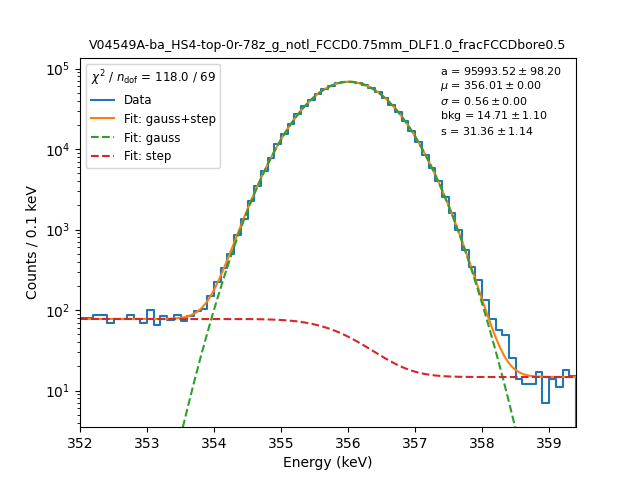 V04549A-ba_HS4-top-0r-78z_g_notl_FCCD0.75mm_DLF1.0_fracFCCDbore0.5
χ² / n_dof = 118.0 / 69
Data
Fit: gauss+step
Fit: gauss
Fit: step
a = 95993.52 ± 98.20
μ = 356.01 ± 0.00
σ = 0.56 ± 0.00
bkg = 14.71 ± 1.10
s = 31.36 ± 1.14
Counts / 0.1 keV
10⁵
10⁴
10³
10²
10¹
352 353 354 355 356 357 358 359
Energy (keV)